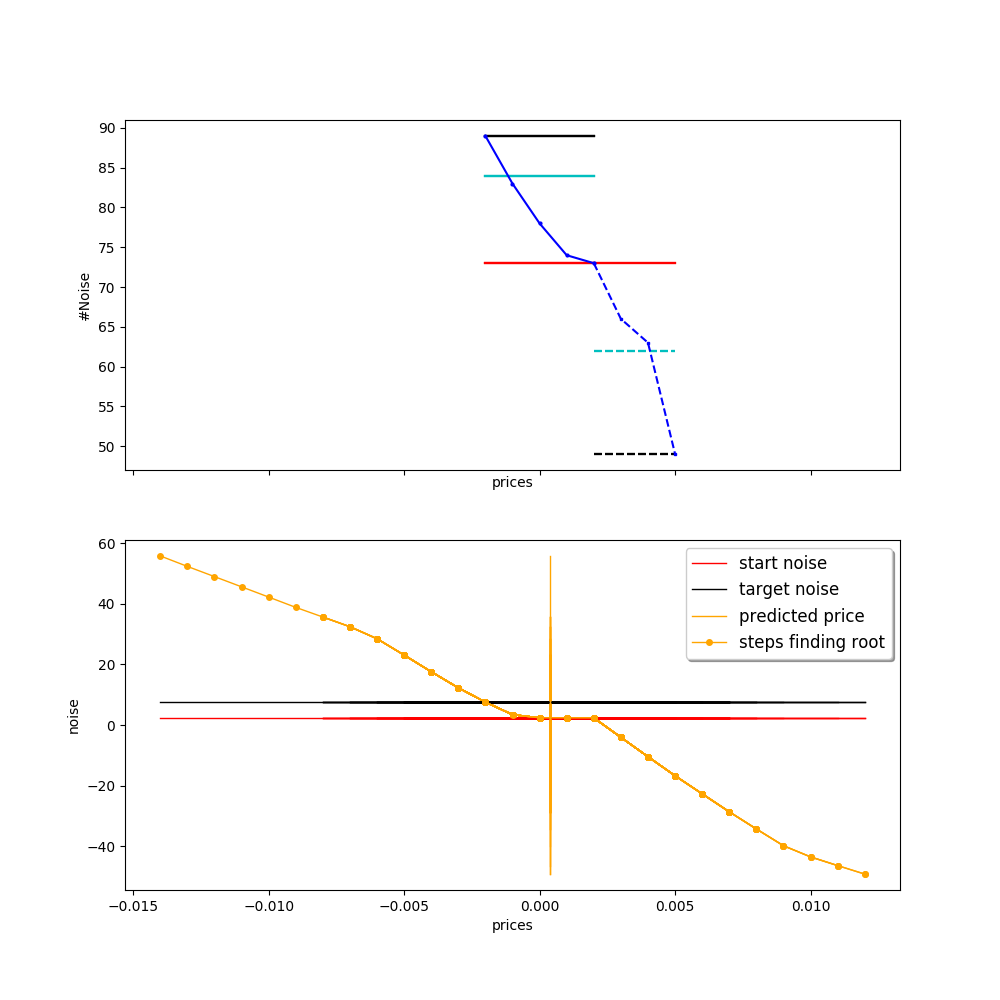 90
85
80
75
70
65
60
55
50
#Noise
prices
60
40
20
0
−20
−40
noise
start noise
target noise
predicted price
steps finding root
−0.015 −0.010 −0.005 0.000 0.005 0.010
prices